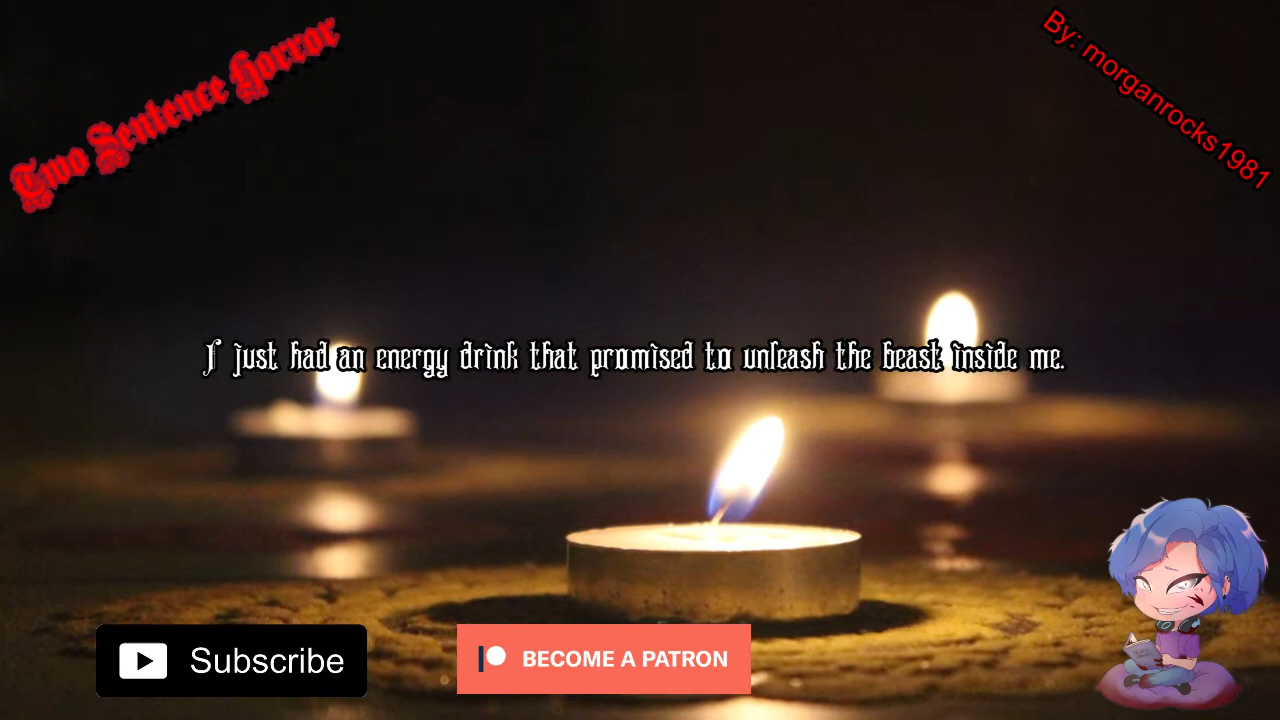 Two Sentence Horror
By: morganrocks1981
I just had an energy drink that promised to unleash the beast inside me.
Subscribe
BECOME A PATRON